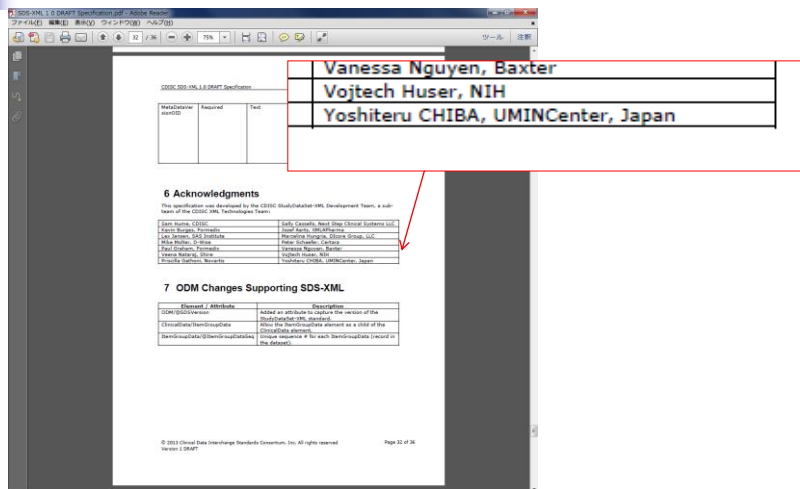 SDS-XML 1 0 DRAFT Specification.pdf - Adobe Reader
ファイル(F) 編集(E) 表示(V) ウインドウ(W) ヘルプ(H)
32 / 36 75% ツール 注釈
CDISC SDS-XML 1.0 DRAFT Specification
MetaDataVer
sionOID
Required
Text
Vanessa Nguyen, Baxter
Vojtech Huser, NIH
Yoshiteru CHIBA, UMINCenter, Japan
6 Acknowledgments
This specification was developed by the CDISC StudyDataSet-XML Development Team, a sub-
team of the CDISC XML Technologies Team:
Sam Hume, CDISC Sally Cassells, Next Step Clinical Systems LLC
Kevin Burges, Formedix Jozef Aerts, XML4Pharma
Lex Jansen, SAS Institute Marcelina Hungria, DIcore Group, LLC
Mike Molter, D-Wise Peter Schaefer, Certara
Paul Graham, Formedix Vanessa Nguyen, Baxter
Veena Nataraj, Shire Vojtech Huser, NIH
Priscilla Gathoni, Novartis Yoshiteru CHIBA, UMINCenter, Japan
7 ODM Changes Supporting SDS-XML
Element / Attribute Description
ODM/@SDSVersion Added an attribute to capture the version of the
StudyDataSet-XML standard.
ClinicalData/ItemGroupData Allow the ItemGroupData element as a child of the
ClinicalData element.
ItemGroupData/@ItemGroupDataSeq Unique sequence # for each ItemGroupData (record in
the dataset).
© 2013 Clinical Data Interchange Standards Consortium, Inc. All rights reserved Page 32 of 36
Version 1 DRAFT